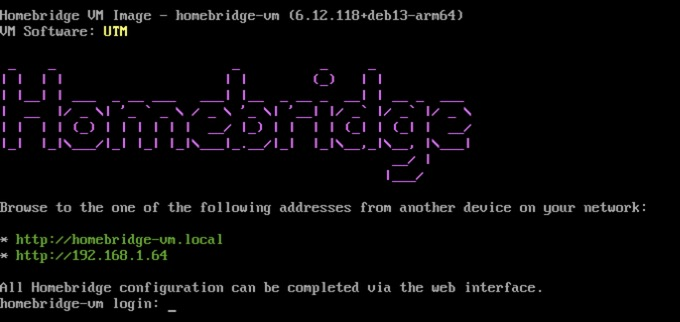 Homebridge VM Image - homebridge-vm (6.12.118+deb13-arm64)
VM Software: UTM
Homebridge
Browse to the one of the following addresses from another device on your network:
* http://homebridge-vm.local
* http://192.168.1.64
All Homebridge configuration can be completed via the web interface.
homebridge-vm login: _